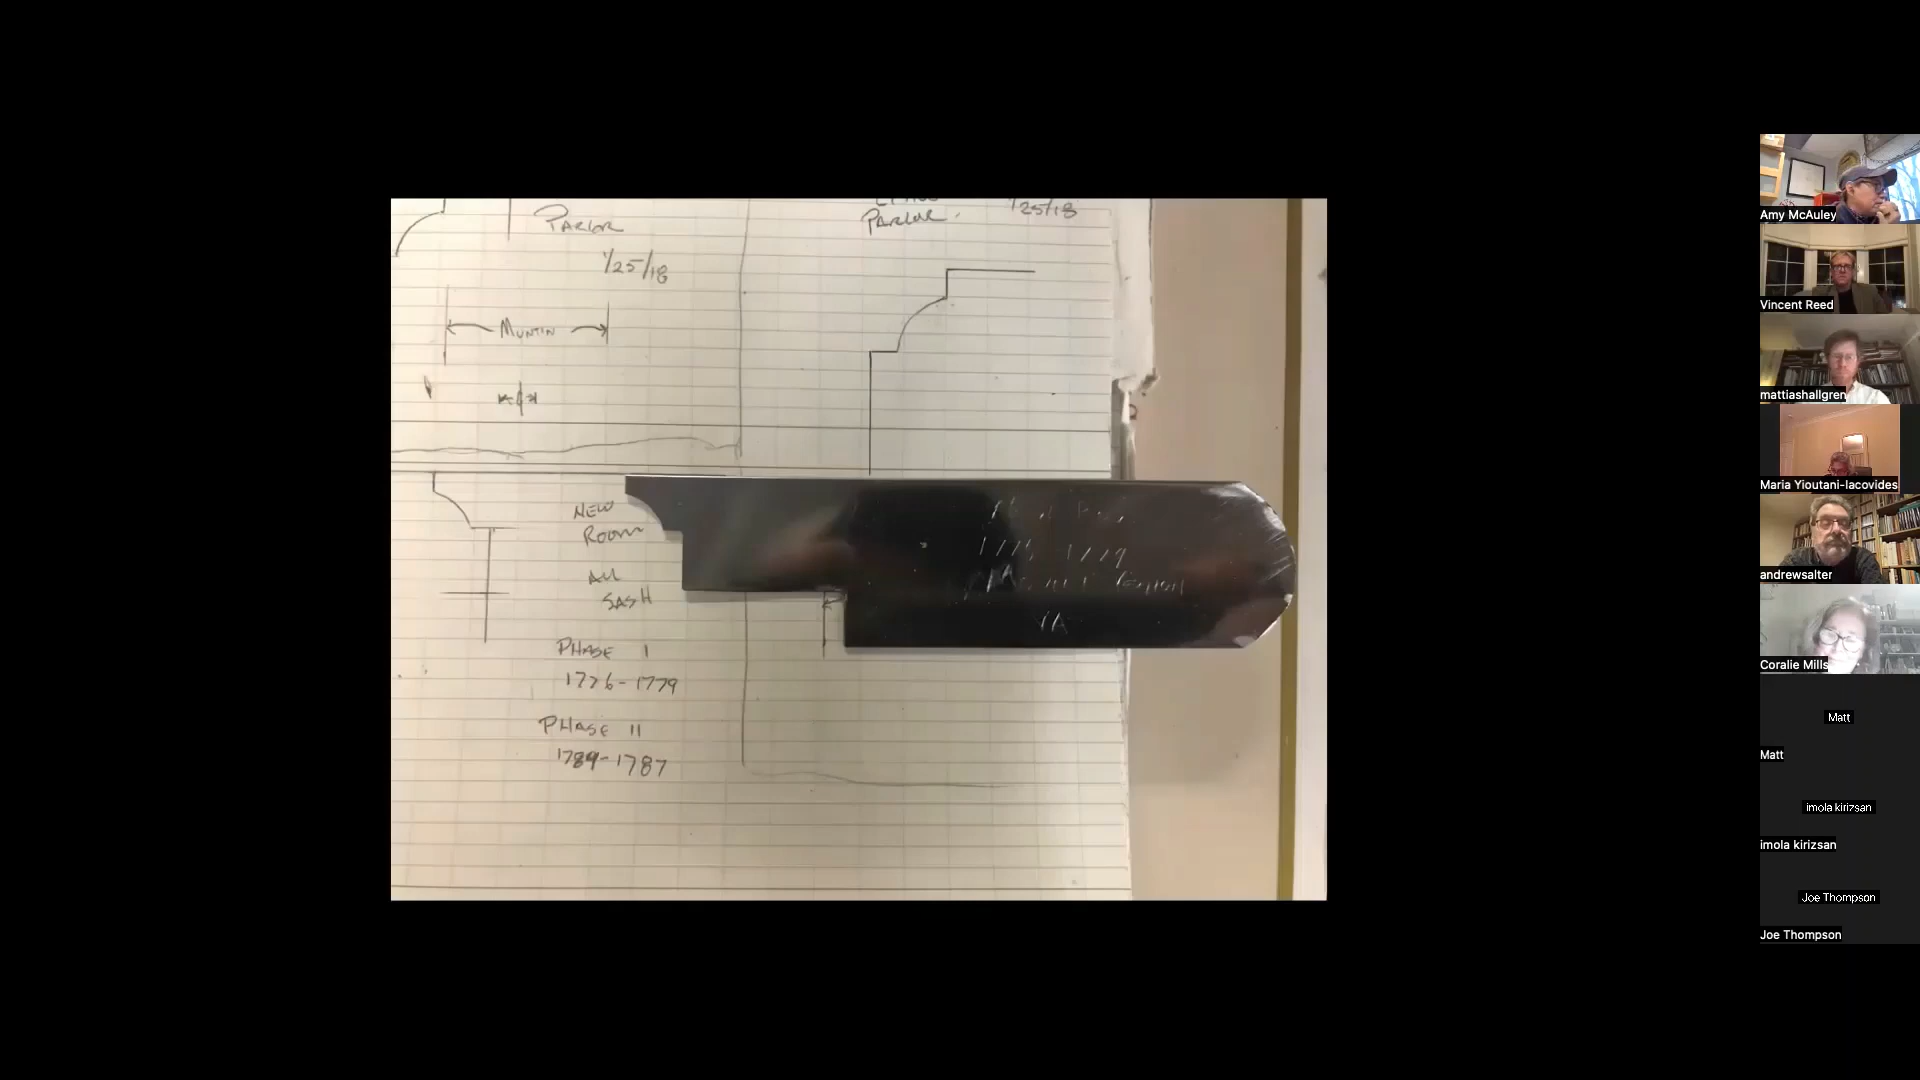 PARLOR
1/25/18
MUNTIN
PARLOR.
1/25/18
NEW
ROOM
ALL
SASH
PHASE I
1776-1779
PHASE II
1789-1787
1776 1779
VA
Amy McAuley
Vincent Reed
mattiashallgren
Maria Yioutani-Iacovides
andrewsalter
Coralie Mills
Matt
Matt
imola kirizsan
imola kirizsan
Joe Thompson
Joe Thompson